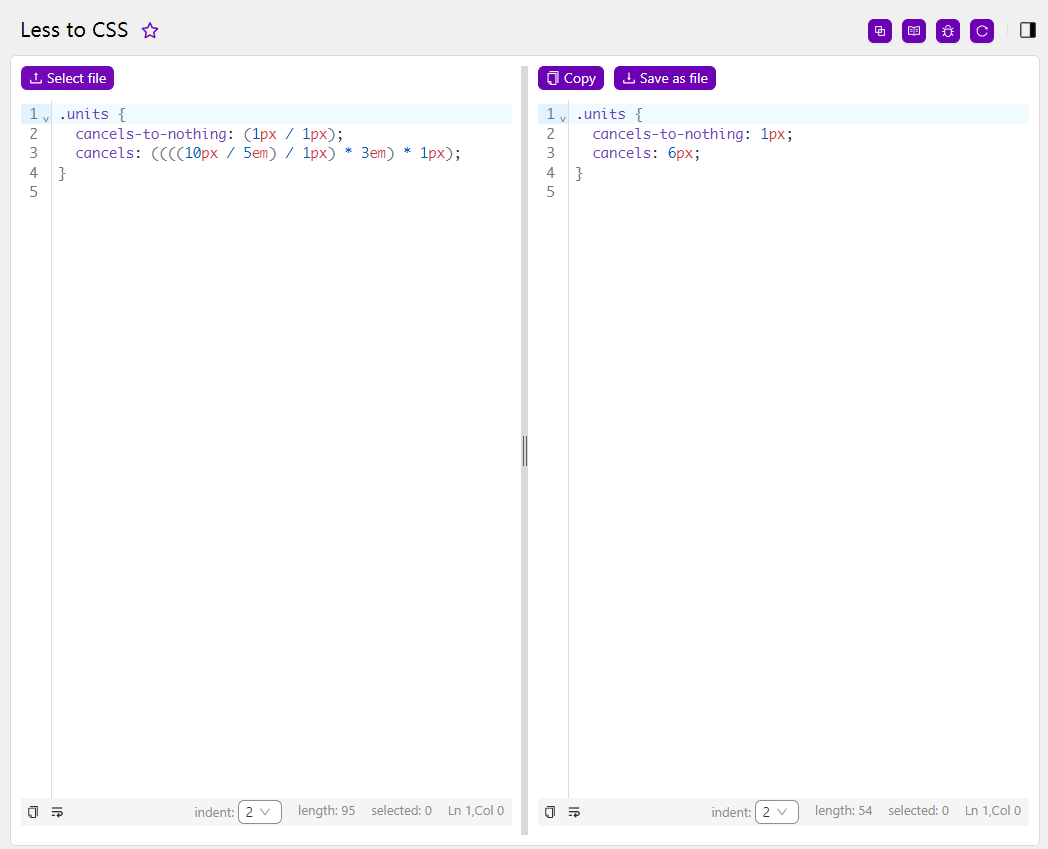 Less to CSS
Select file
1 .units {
2   cancels-to-nothing: (1px / 1px);
3   cancels: ((((10px / 5em) / 1px) * 3em) * 1px);
4 }
5
indent: 2 length: 95 selected: 0 Ln 1,Col 0
Copy Save as file
1 .units {
2   cancels-to-nothing: 1px;
3   cancels: 6px;
4 }
5
indent: 2 length: 54 selected: 0 Ln 1,Col 0